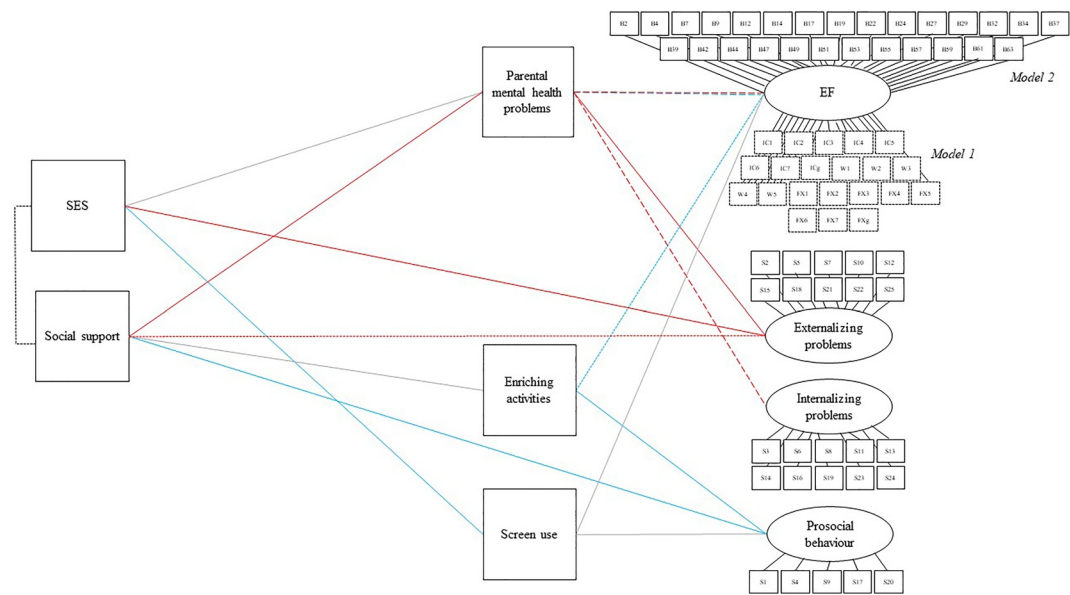 B2 B4 B7 B9 B12 B14 B17 B19 B22 B24 B27 B29 B32 B34 B37
B39 B42 B44 B47 B49 B51 B53 B55 B57 B59 B61 B63
Model 2
Parental
mental health
problems
EF
IC1 IC2 IC3 IC4 IC5
Model 1
IC6 IC7 ICg W1 W2 W3
W4 W5 FX1 FX2 FX3 FX4 FX5
FX6 FX7 FXg
SES
Social support
S2 S5 S7 S10 S12
S15 S18 S21 S22 S25
Externalizing
problems
Enriching
activities
Internalizing
problems
S3 S6 S8 S11 S13
S14 S16 S19 S23 S24
Screen use
Prosocial
behaviour
S1 S4 S9 S17 S20